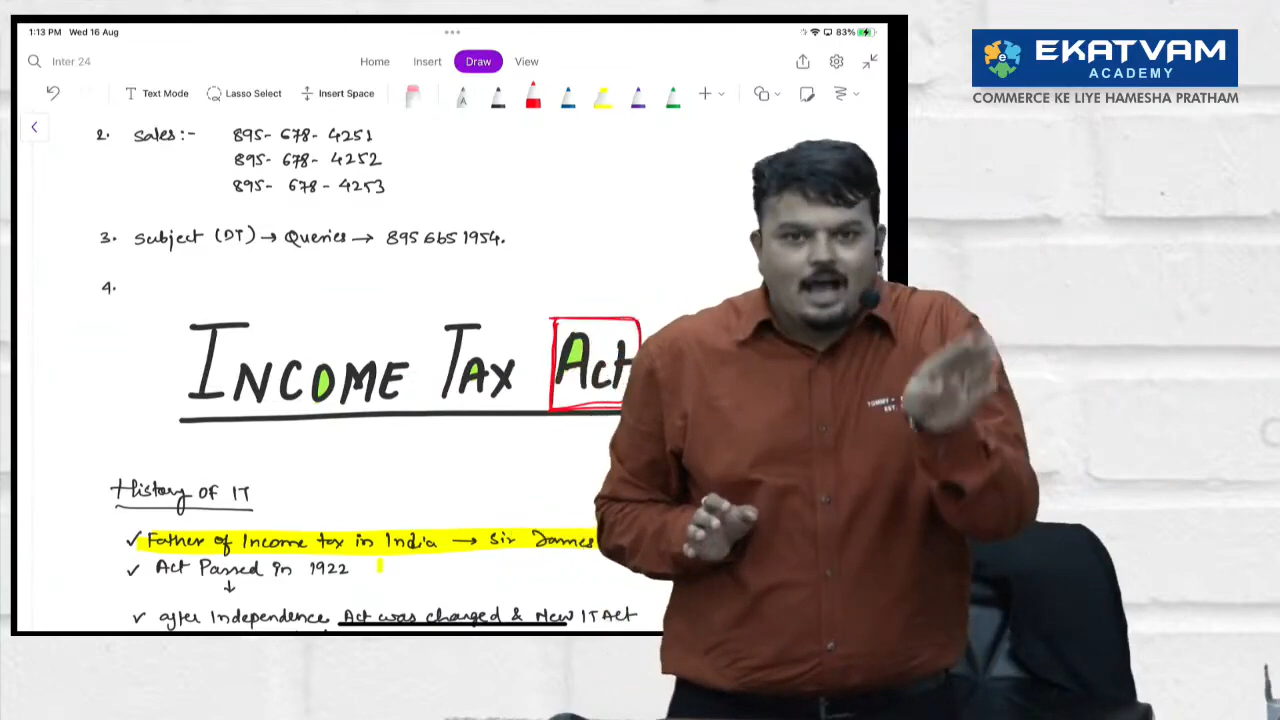 1:13 PM Wed 16 Aug
83%
Inter 24
Home Insert Draw View
Text Mode Lasso Select Insert Space
2. Sales :- 895- 678- 4251
895- 678- 4252
895- 678- 4253
3. Subject (DT) → Queries → 895 665 1954.
4.
INCOME TAX Act
History OF IT
✓ Father of Income tax in India → Sir James
✓ Act Passed in 1922
↓
✓ after Independence Act was changed & New IT Act
EKATVAM
ACADEMY
COMMERCE KE LIYE HAMESHA PRATHAM
TOMMY
EST.